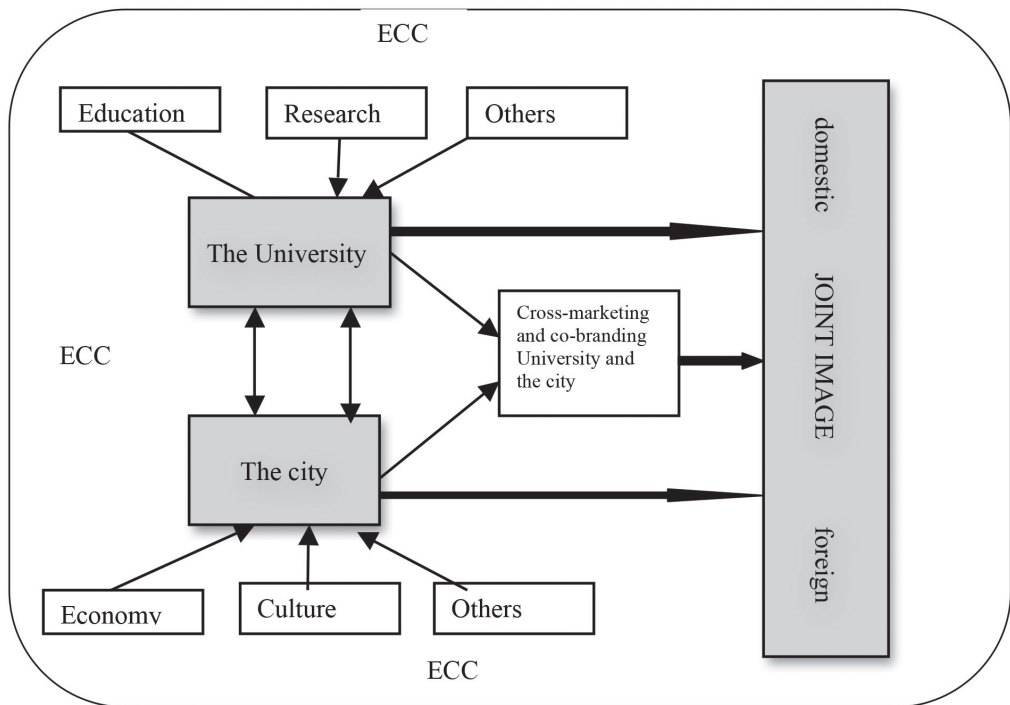 ECC
Education
Research
Others
domestic
The University
JOINT IMAGE
Cross-marketing
and co-branding
University and
the city
ECC
The city
foreign
Economy
Culture
Others
ECC